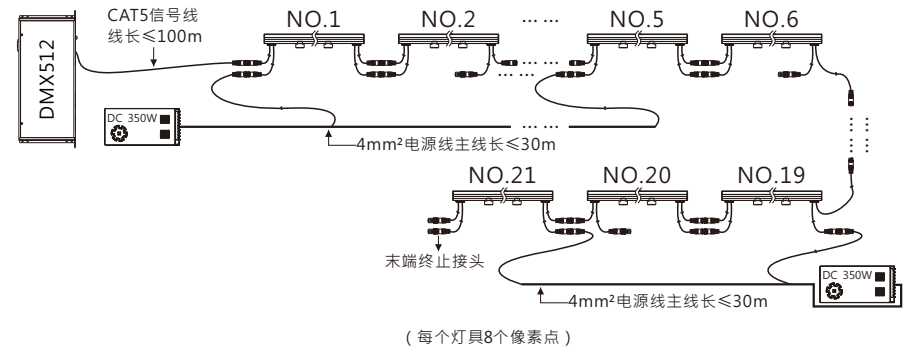 CAT5信号线
线长≤100m
DMX512
NO.1
NO.2
... ...
NO.5
NO.6
... ...
DC 350W
... ...
4mm²电源线主线长≤30m
... ...
NO.21
NO.20
NO.19
末端终止接头
DC 350W
4mm²电源线主线长≤30m
(每个灯具8个像素点)